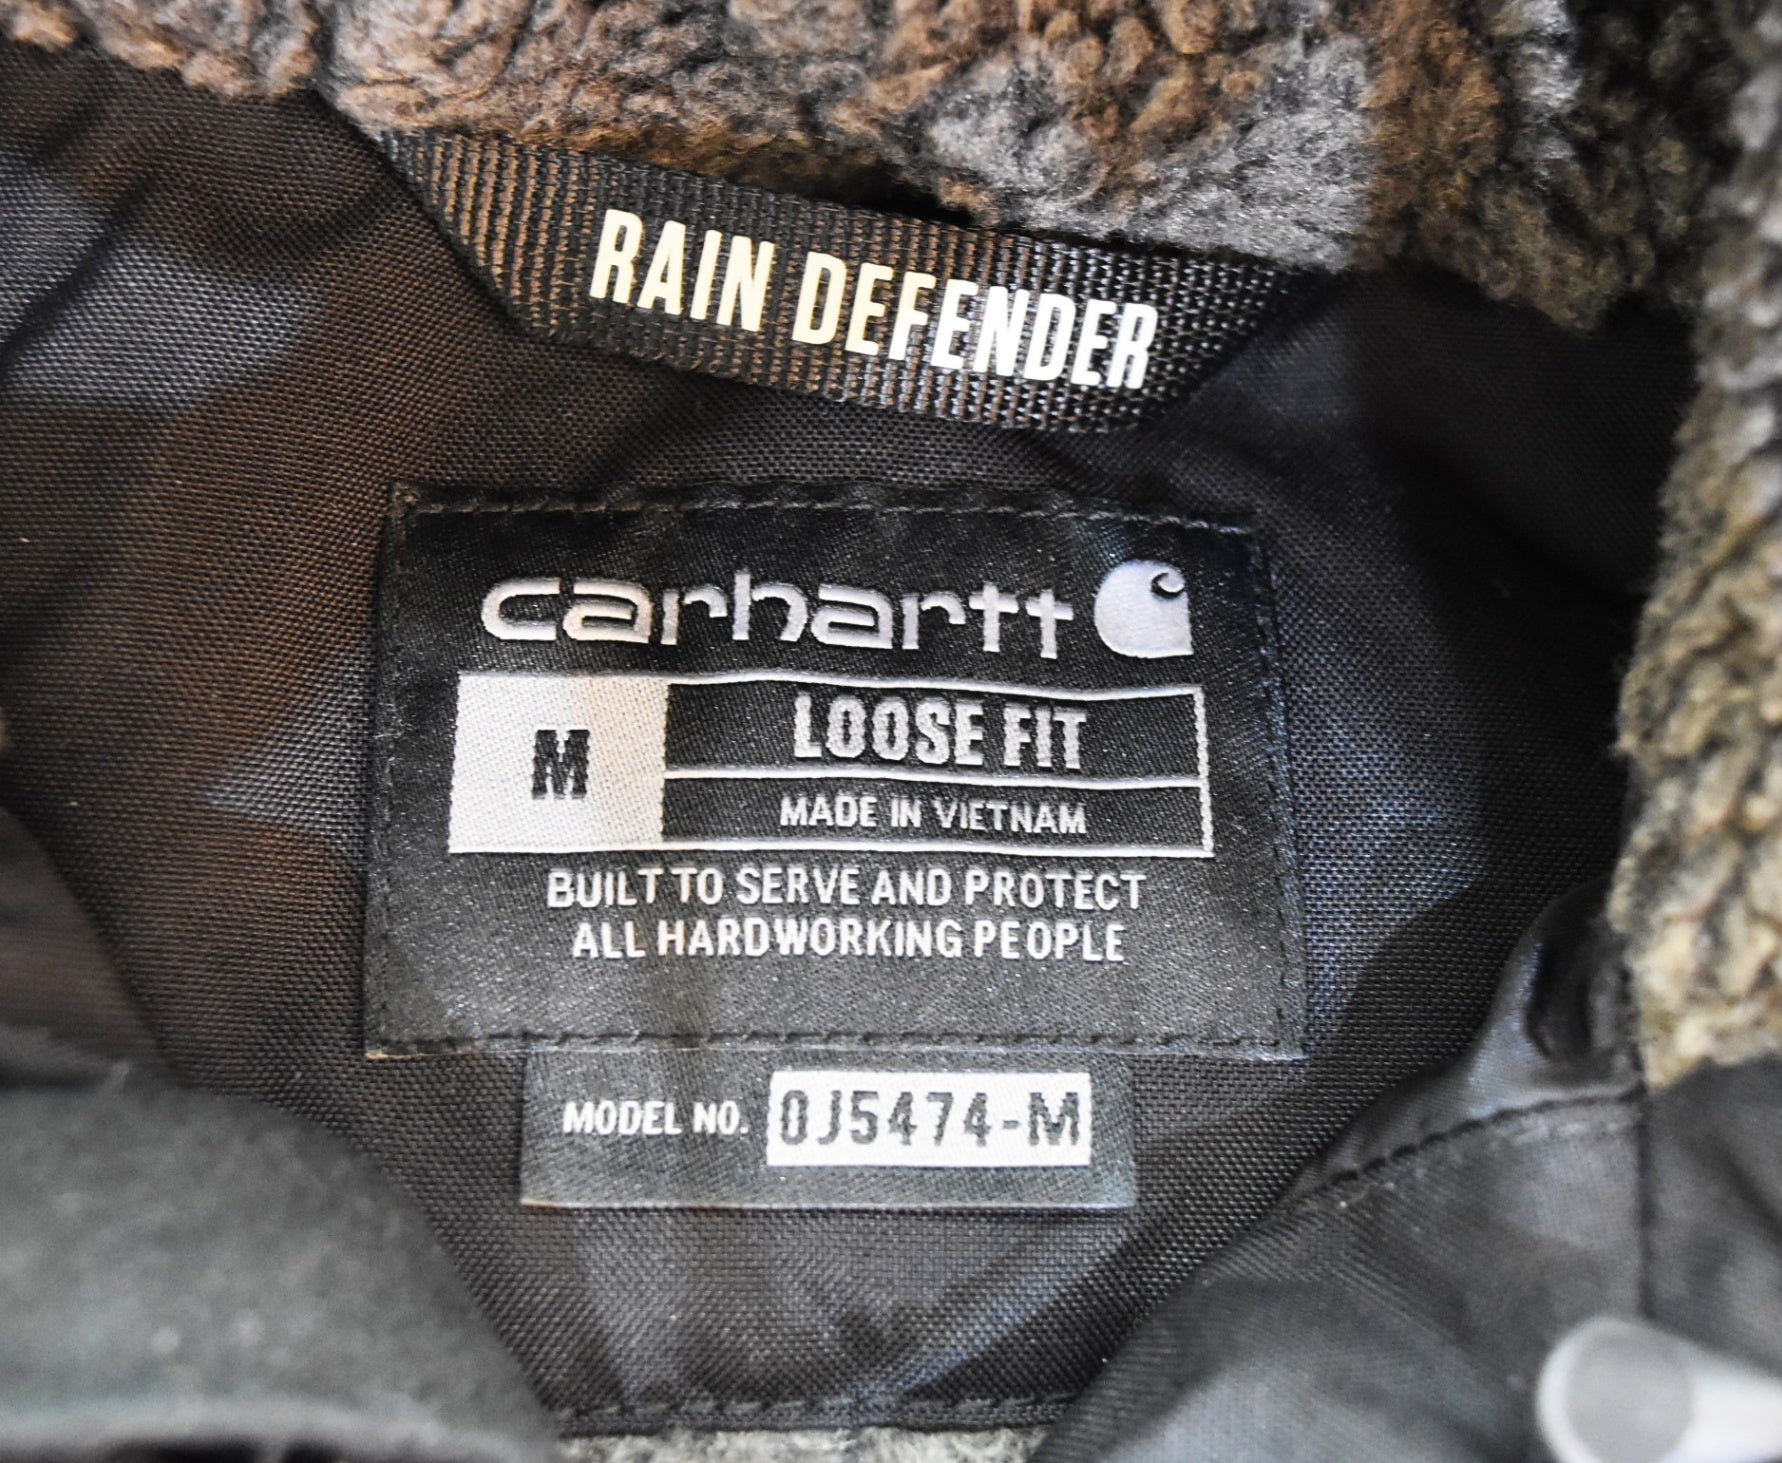 RAIN DEFENDER
carhartt
M
LOOSE FIT
MADE IN VIETNAM
BUILT TO SERVE AND PROTECT
ALL HARDWORKING PEOPLE
MODEL NO. 0J5474-M